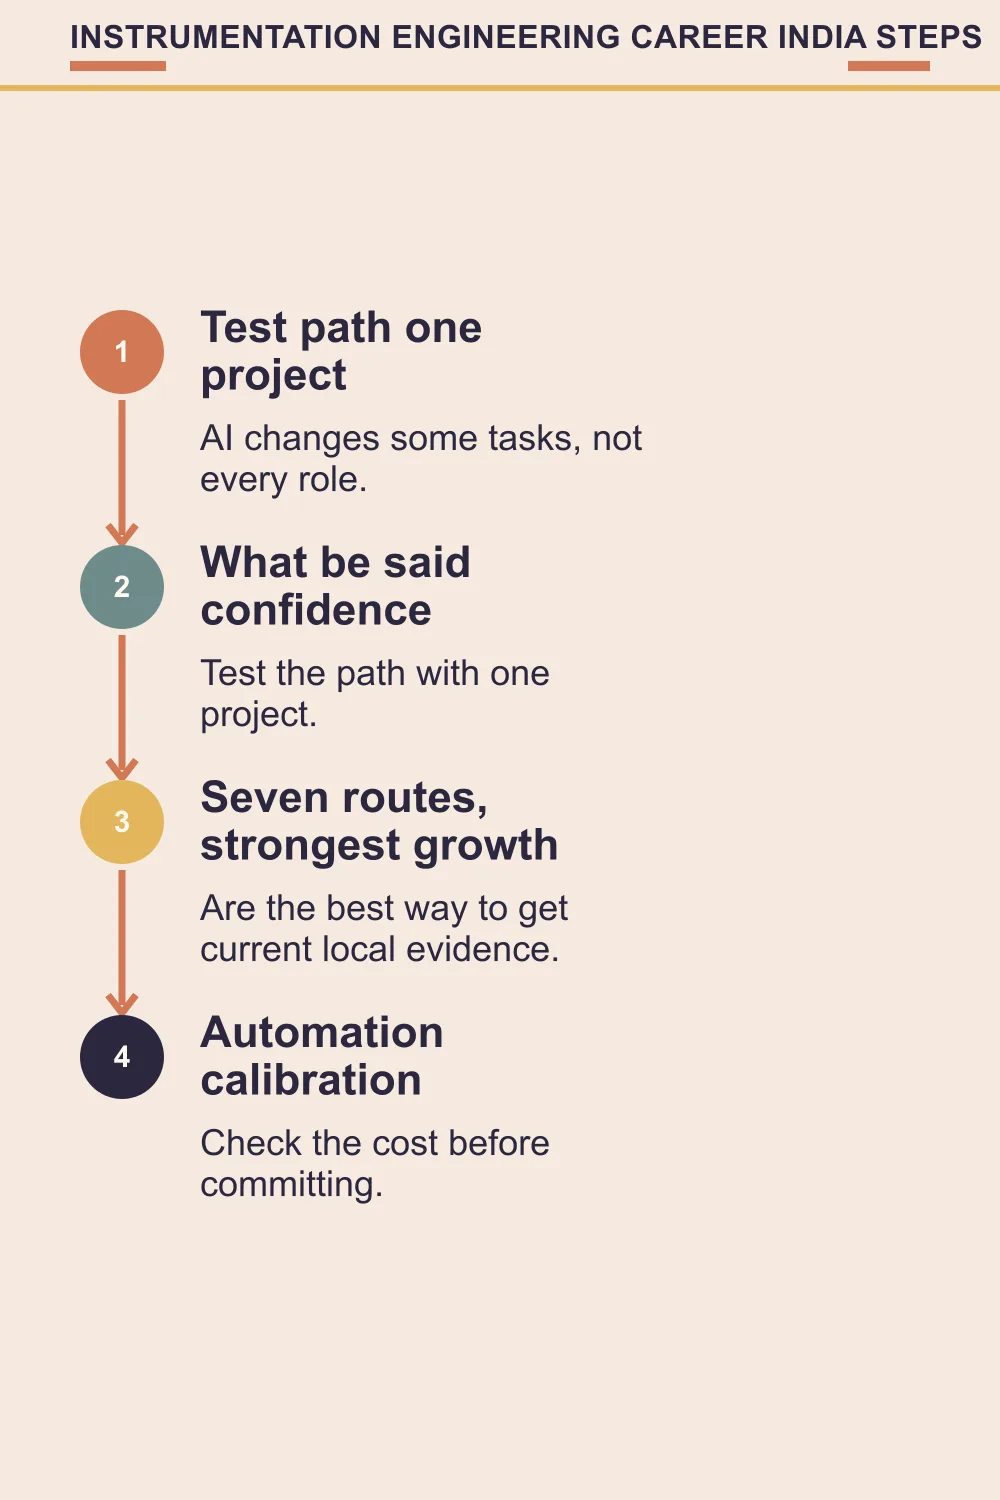 INSTRUMENTATION ENGINEERING CAREER INDIA STEPS
1
Test path one
project
AI changes some tasks, not
every role.
2
What be said
confidence
Test the path with one
project.
3
Seven routes,
strongest growth
Are the best way to get
current local evidence.
4
Automation
calibration
Check the cost before
committing.